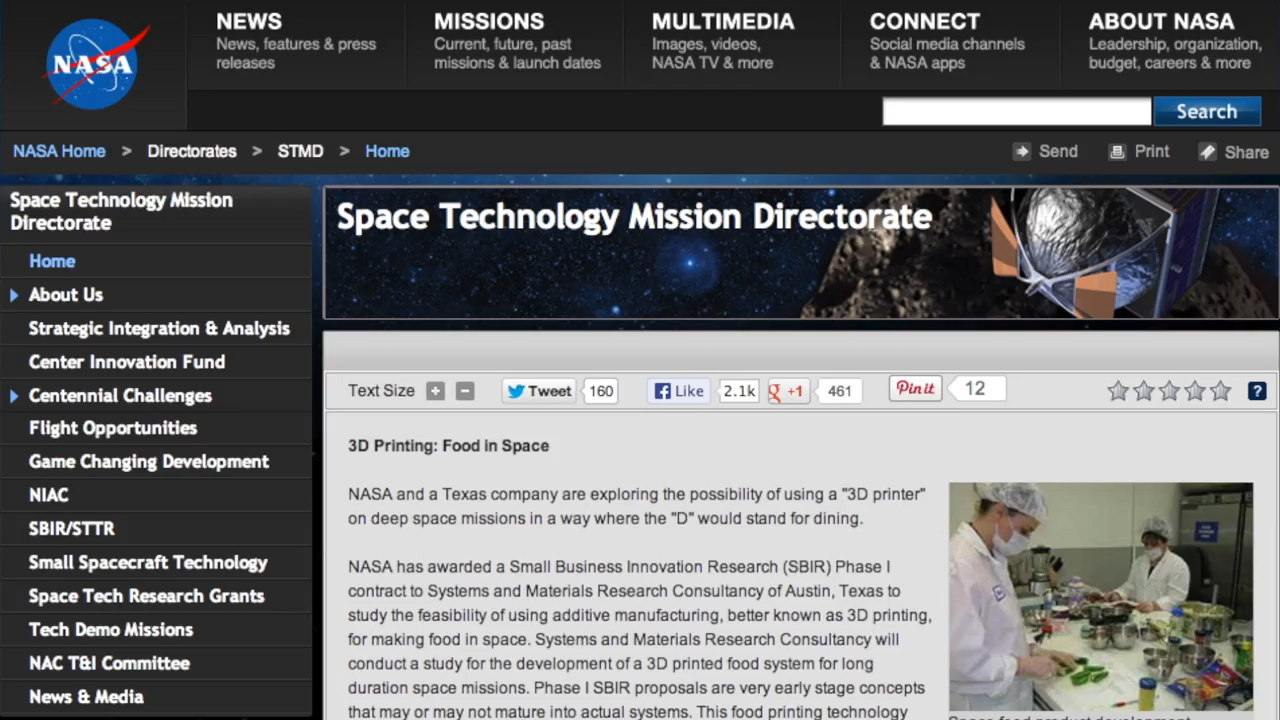 NASA
NEWS
News, features & press
releases
MISSIONS
Current, future, past
missions & launch dates
MULTIMEDIA
Images, videos,
NASA TV & more
CONNECT
Social media channels
& NASA apps
ABOUT NASA
Leadership, organization,
budget, careers & more
Search
NASA Home > Directorates > STMD > Home
Send Print Share
Space Technology Mission
Directorate
Home
About Us
Strategic Integration & Analysis
Center Innovation Fund
Centennial Challenges
Flight Opportunities
Game Changing Development
NIAC
SBIR/STTR
Small Spacecraft Technology
Space Tech Research Grants
Tech Demo Missions
NAC T&I Committee
News & Media
Space Technology Mission Directorate
Text Size + - Tweet 160 Like 2.1k +1 461 Pin it 12 ?
3D Printing: Food in Space
NASA and a Texas company are exploring the possibility of using a "3D printer"
on deep space missions in a way where the "D" would stand for dining.
NASA has awarded a Small Business Innovation Research (SBIR) Phase I
contract to Systems and Materials Research Consultancy of Austin, Texas to
study the feasibility of using additive manufacturing, better known as 3D printing,
for making food in space. Systems and Materials Research Consultancy will
conduct a study for the development of a 3D printed food system for long
duration space missions. Phase I SBIR proposals are very early stage concepts
that may or may not mature into actual systems. This food printing technology
Space food product development